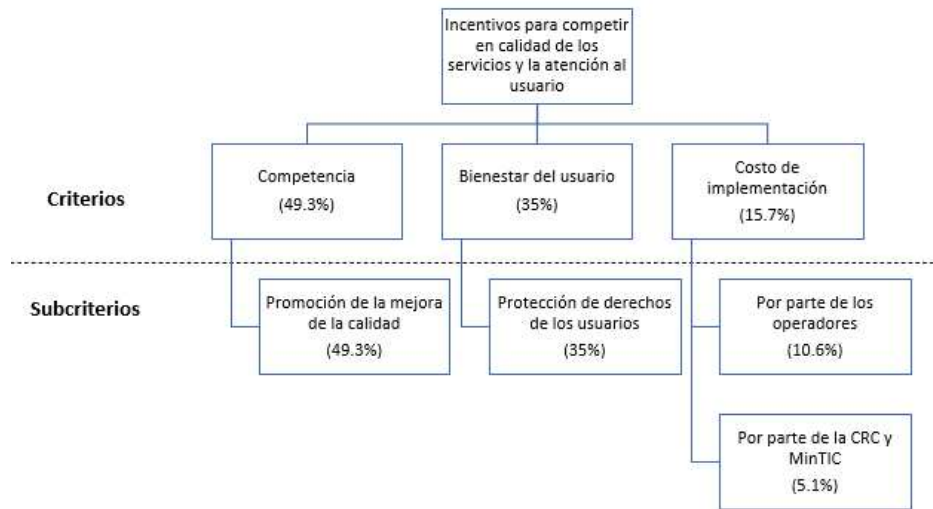 Incentivos para competir
en calidad de los
servicios y la atención al
usuario
Criterios
Competencia
(49.3%)
Bienestar del usuario
(35%)
Costo de
implementación
(15.7%)
Subcriterios
Promoción de la mejora
de la calidad
(49.3%)
Protección de derechos
de los usuarios
(35%)
Por parte de los
operadores
(10.6%)
Por parte de la CRC y
MinTIC
(5.1%)